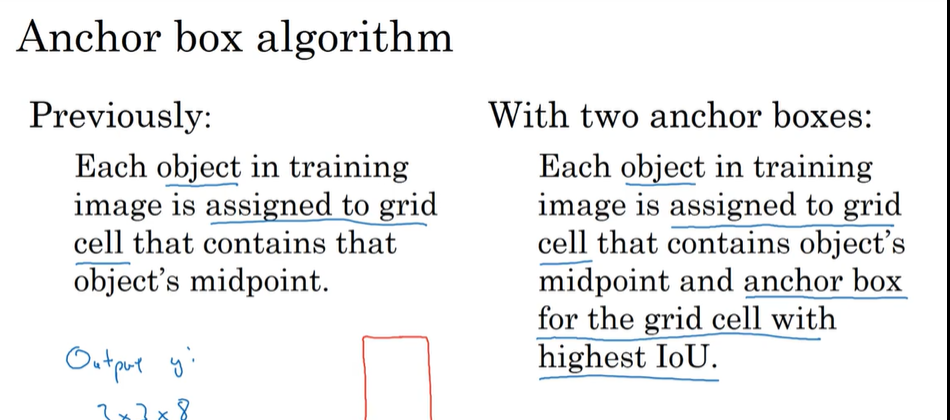 Anchor box algorithm
Previously:
Each object in training
image is assigned to grid
cell that contains that
object's midpoint.
Output y:
3 x 3 x 8
With two anchor boxes:
Each object in training
image is assigned to grid
cell that contains object's
midpoint and anchor box
for the grid cell with
highest IoU.